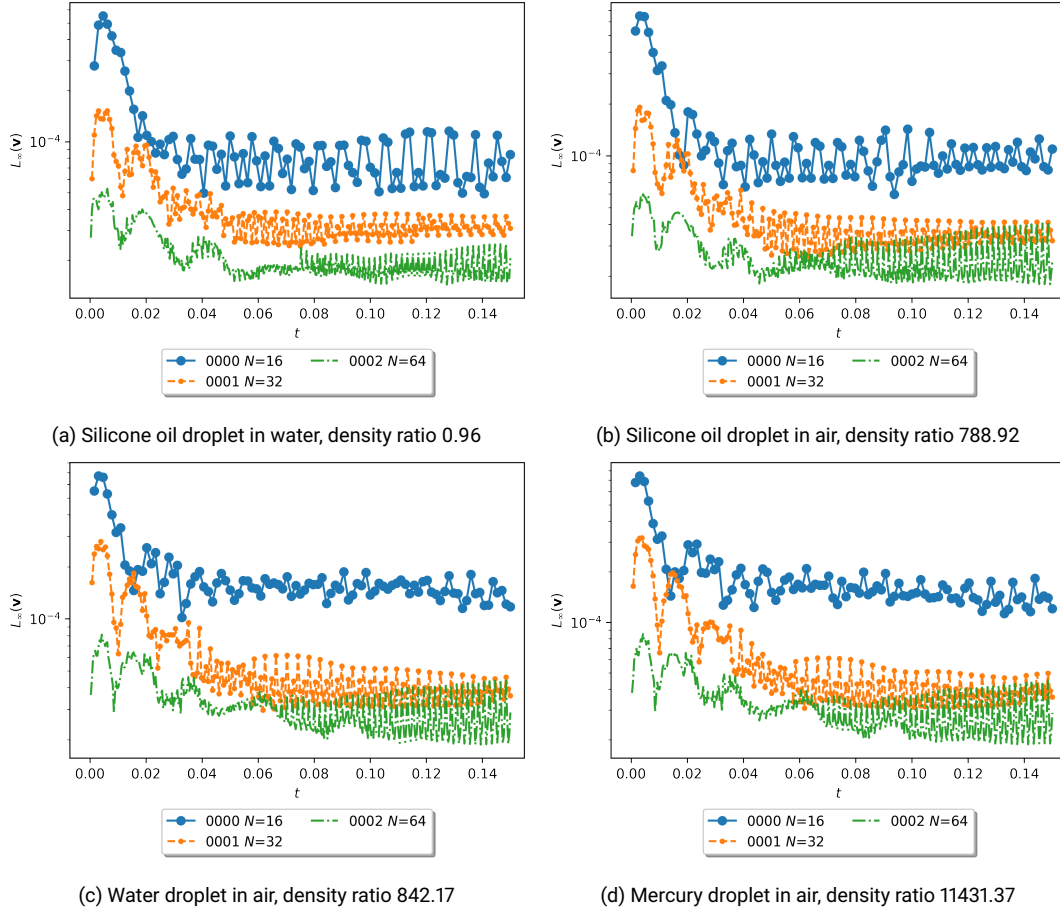 L∞(v)
10⁻⁴
0.00 0.02 0.04 0.06 0.08 0.10 0.12 0.14
t
0000 N=16 0002 N=64
0001 N=32
(a) Silicone oil droplet in water, density ratio 0.96
L∞(v)
10⁻⁴
0.00 0.02 0.04 0.06 0.08 0.10 0.12 0.14
t
0000 N=16 0002 N=64
0001 N=32
(b) Silicone oil droplet in air, density ratio 788.92
L∞(v)
10⁻⁴
0.00 0.02 0.04 0.06 0.08 0.10 0.12 0.14
t
0000 N=16 0002 N=64
0001 N=32
(c) Water droplet in air, density ratio 842.17
L∞(v)
10⁻⁴
0.00 0.02 0.04 0.06 0.08 0.10 0.12 0.14
t
0000 N=16 0002 N=64
0001 N=32
(d) Mercury droplet in air, density ratio 11431.37